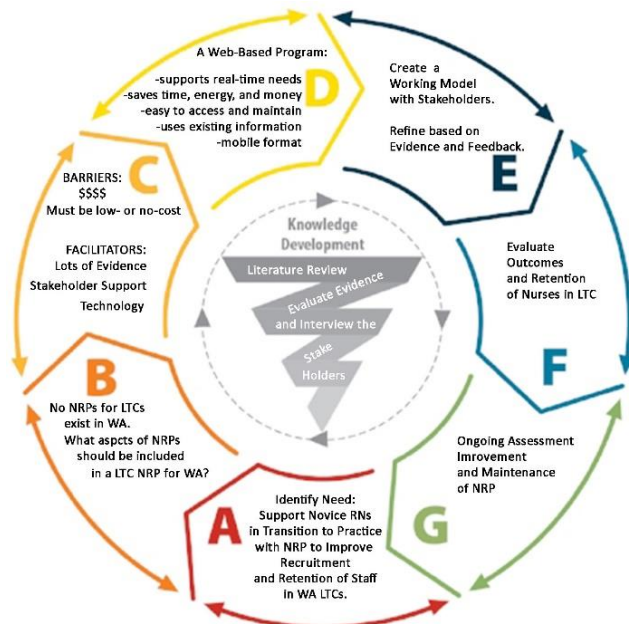 A Web-Based Program:
-supports real-time needs
-saves time, energy, and money
-easy to access and maintain
-uses existing information
-mobile format
D
Create a
Working Model
with Stakeholders.
Refine based on
Evidence and Feedback.
E
C
BARRIERS:
$$$$
Must be low- or no-cost
FACILITATORS:
Lots of Evidence
Stakeholder Support
Technology
Knowledge
Development
Literature Review
Evaluate Evidence
and Interview the
Stake
Holders
Evaluate
Outcomes
and Retention
of Nurses in LTC
F
B
No NRPs for LTCs
exist in WA.
What aspcts of NRPs
should be included
in a LTC NRP for WA?
A
Identify Need:
Support Novice RNs
in Transition to Practice
with NRP to Improve
Recruitment
and Retention of Staff
in WA LTCs.
Ongoing Assessment
Imrovement
and Maintenance
of NRP
G